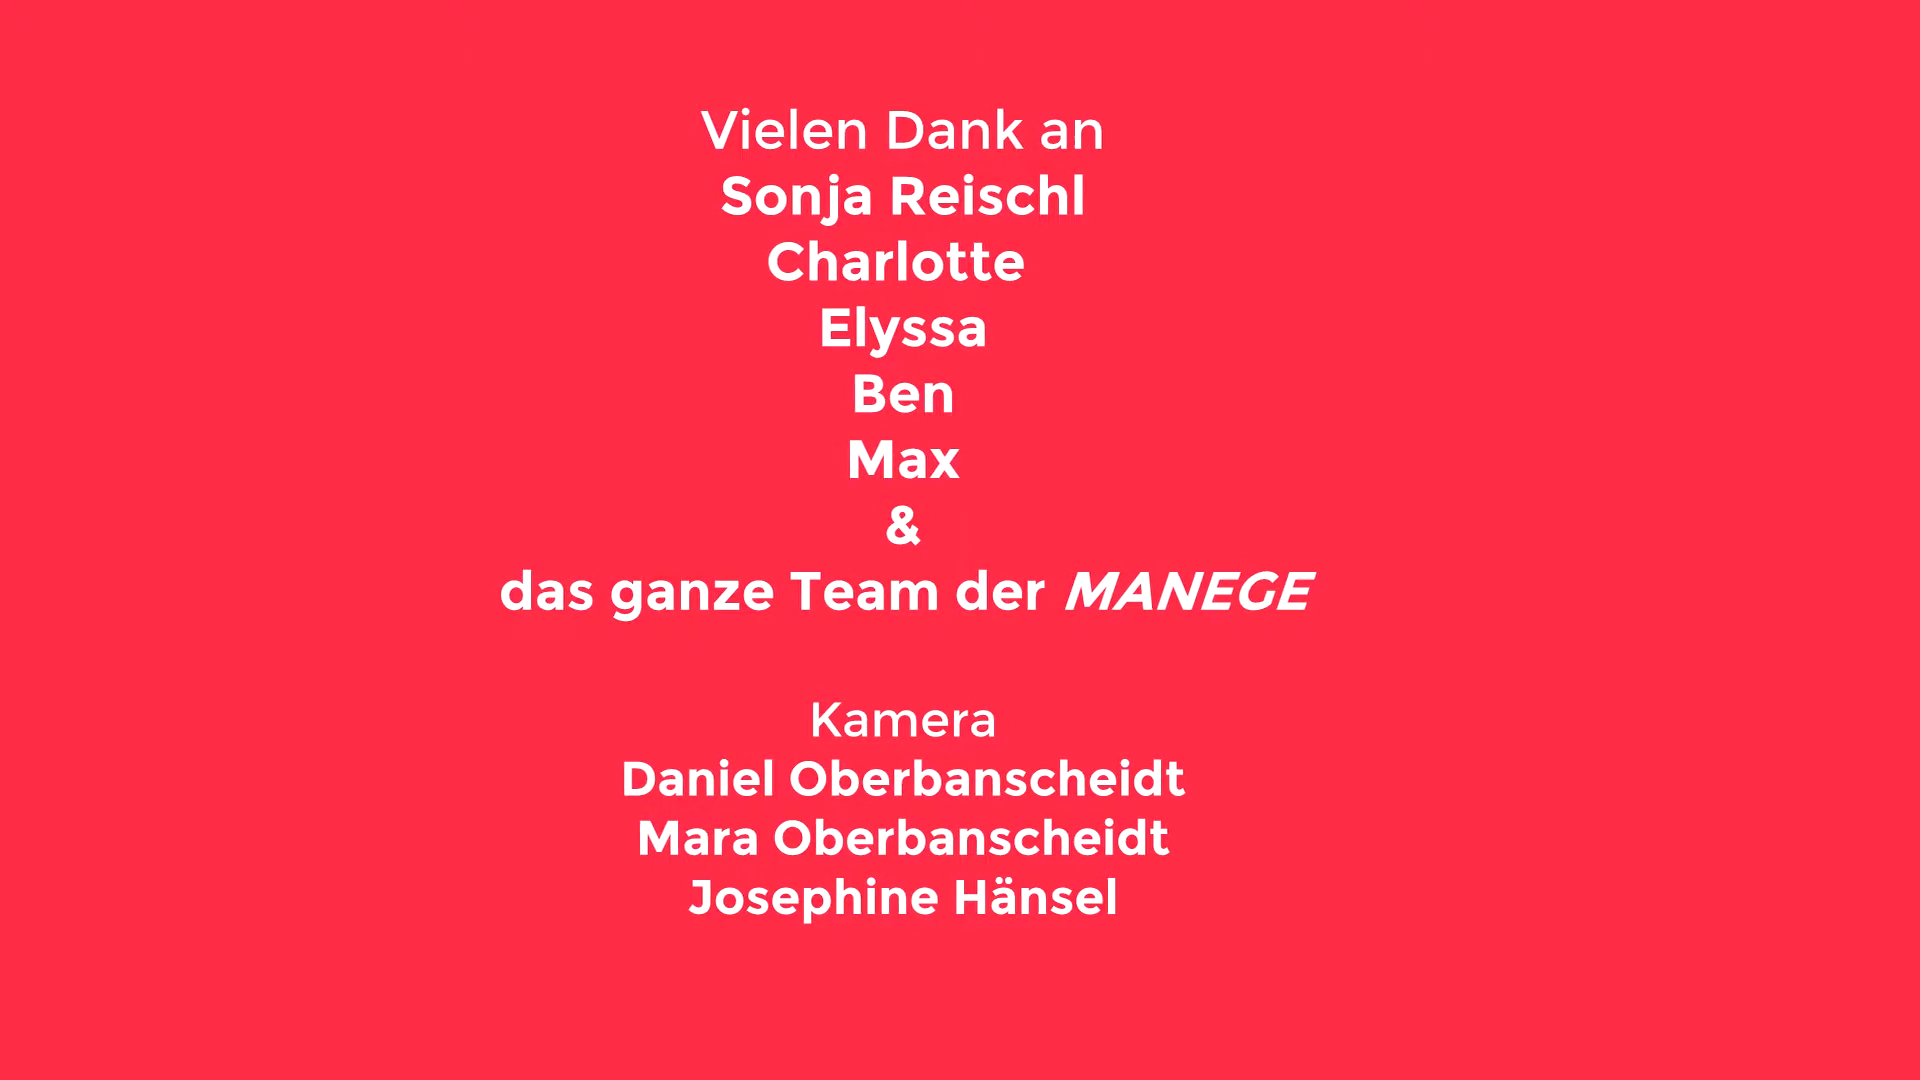 Vielen Dank an
Sonja Reischl
Charlotte
Elyssa
Ben
Max
&
das ganze Team der MANEGE
Kamera
Daniel Oberbanscheidt
Mara Oberbanscheidt
Josephine Hänsel